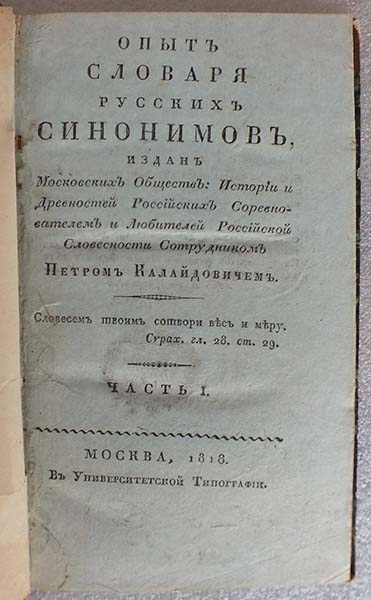 ОПЫТЪ
СЛОВАРЯ
РУССКИХЪ
СИНОНИМОВЪ,
ИЗДАНЪ
Московскихъ Обществъ: Исторіи и
Древностей Россійскихъ Соревно-
вателемъ и Любителей Россійской
Словесности Сотрудникомъ
Петромъ Калайдовичемъ.
Словесемъ твоимъ сотвори вѣсъ и мѣру.
Сурах. гл. 28. ст. 29.
ЧАСТЬ I.
МОСКВА, 1818.
Въ Университетской Типографіи.